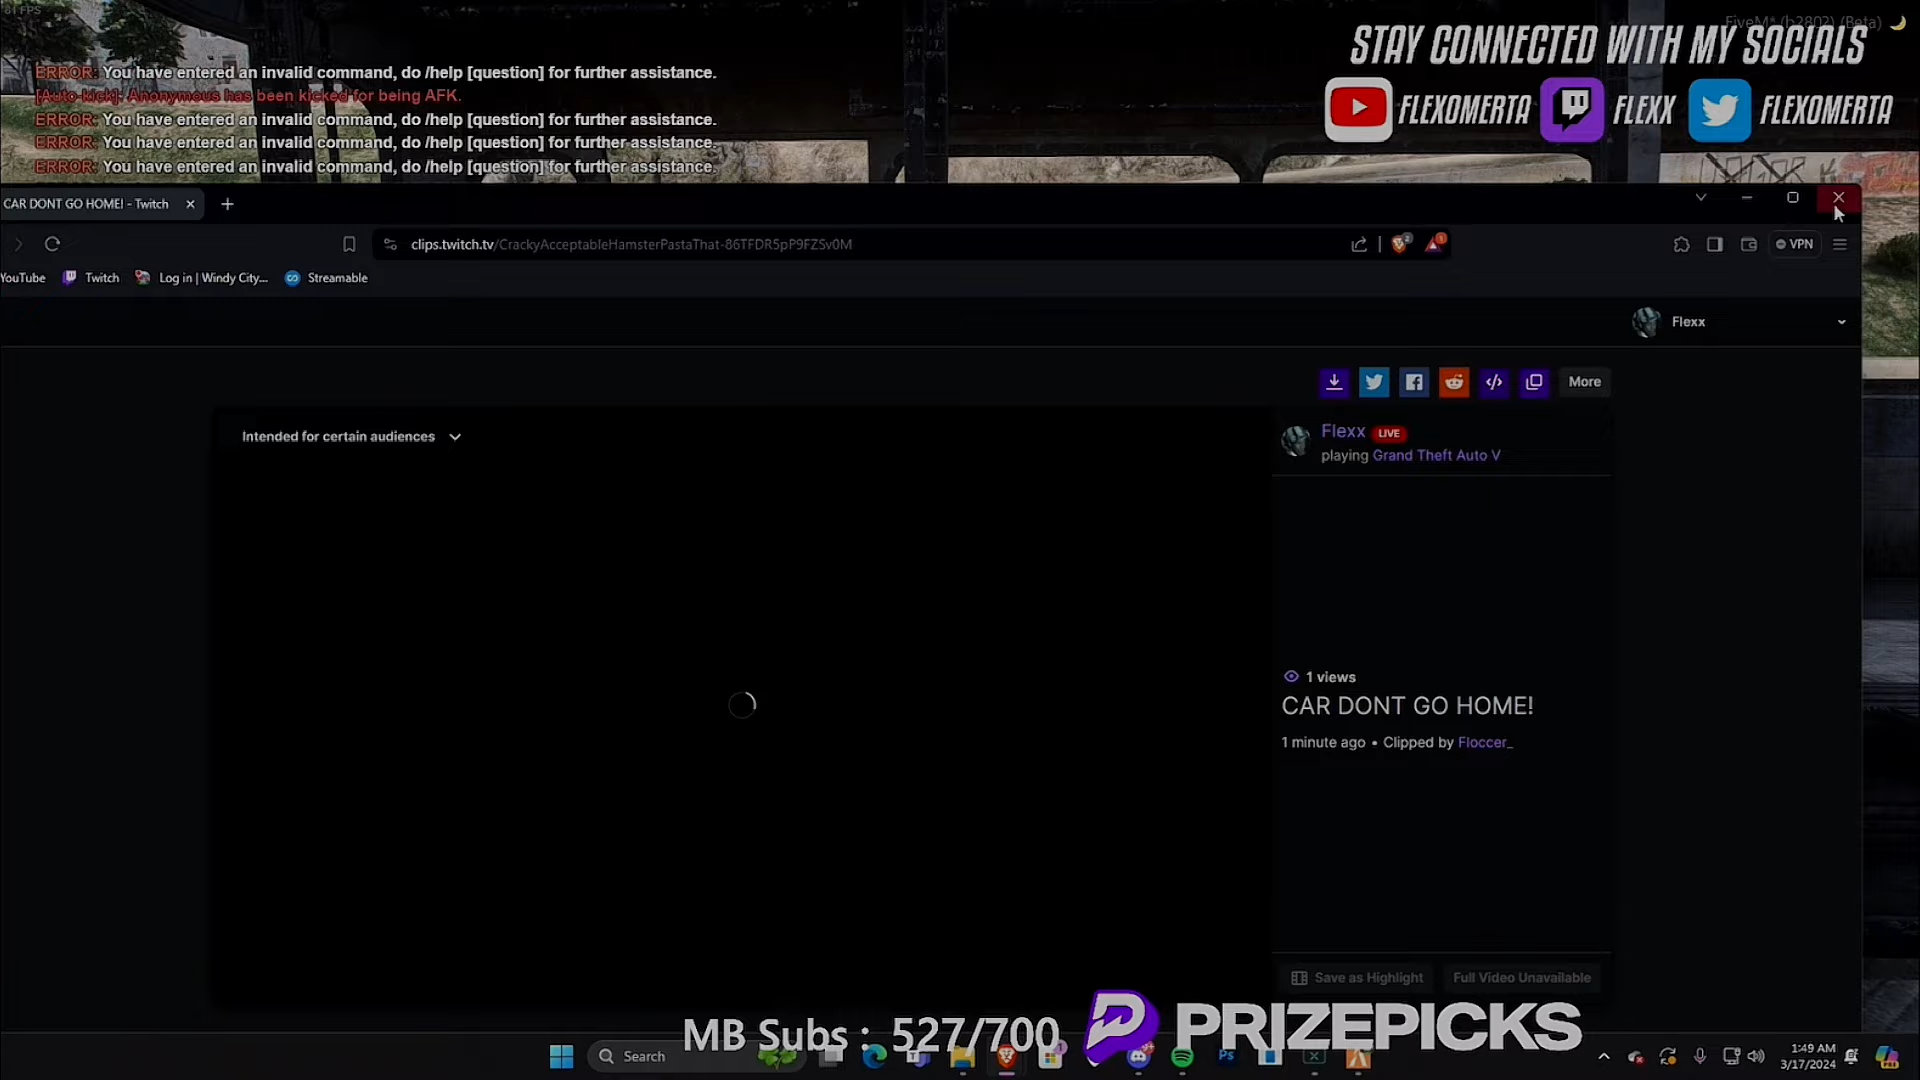 81 FPS
FiveM* (b2802) (Beta)
STAY CONNECTED WITH MY SOCIALS
FLEXOMERTA FLEXX FLEXOMERTA
ERROR: You have entered an invalid command, do /help [question] for further assistance.
[Auto-kick]: Anonymous has been kicked for being AFK.
ERROR: You have entered an invalid command, do /help [question] for further assistance.
ERROR: You have entered an invalid command, do /help [question] for further assistance.
ERROR: You have entered an invalid command, do /help [question] for further assistance.
CAR DONT GO HOME! - Twitch
clips.twitch.tv/CrackyAcceptableHamsterPastaThat-86TFDR5pP9FZSv0M
VPN
YouTube Twitch Log in | Windy City... Streamable
Flexx
More
Intended for certain audiences
Flexx LIVE
playing Grand Theft Auto V
1 views
CAR DONT GO HOME!
1 minute ago • Clipped by Floccer_
Save as Highlight Full Video Unavailable
MB Subs : 527/700 PRIZEPICKS
Search
1:49 AM
3/17/2024